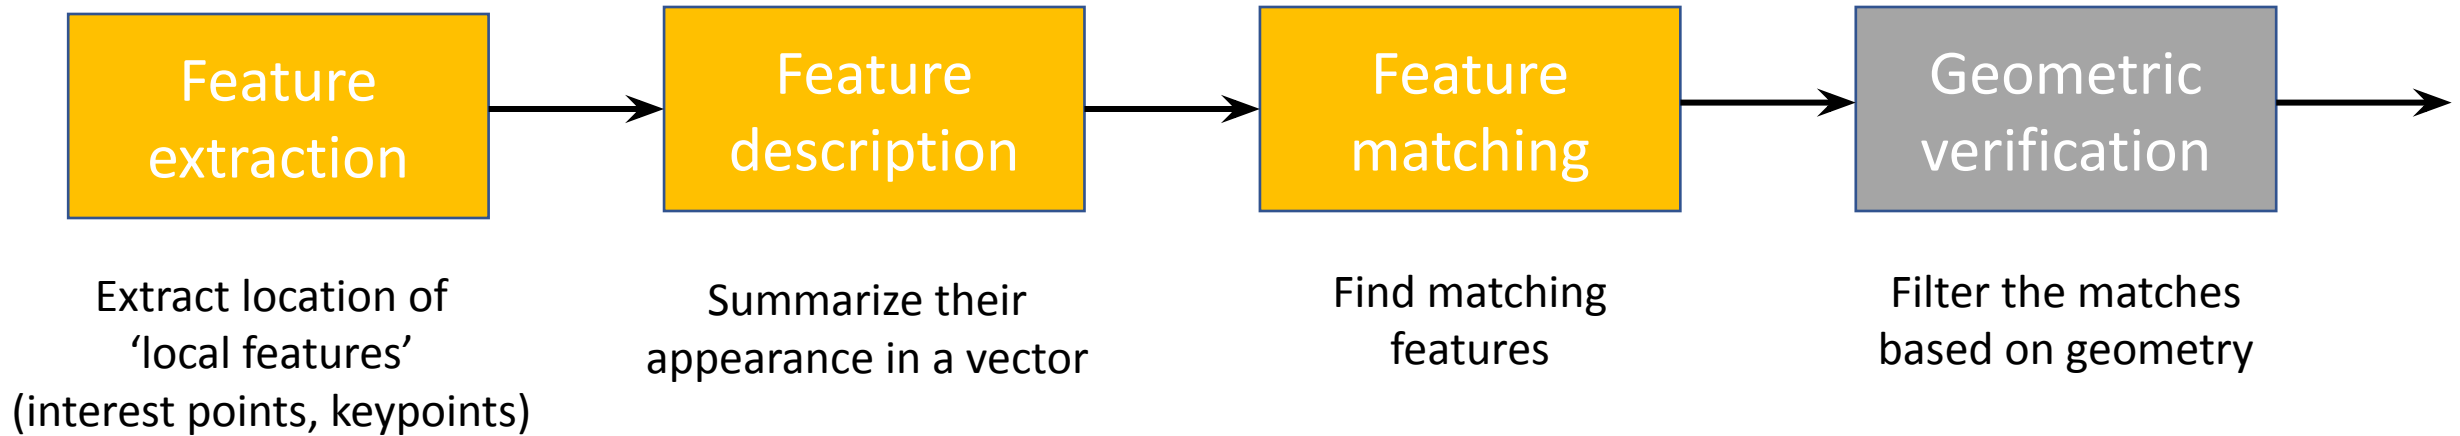 Feature
extraction
Feature
description
Feature
matching
Geometric
verification
Extract location of
‘local features’
(interest points, keypoints)
Summarize their
appearance in a vector
Find matching
features
Filter the matches
based on geometry